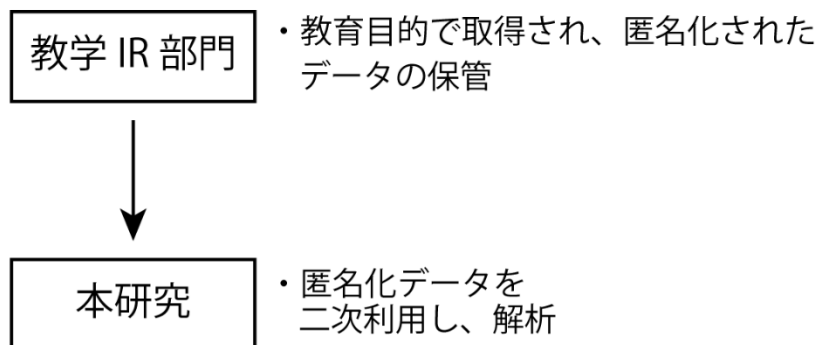 教学 IR 部門
・教育目的で取得され、匿名化された
データの保管
本研究
・匿名化データを
二次利用し、解析